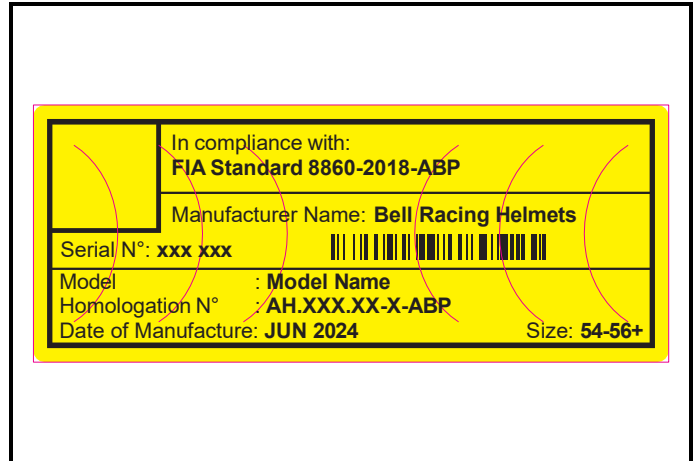 In compliance with:
FIA Standard 8860-2018-ABP
Manufacturer Name: Bell Racing Helmets
Serial N°: xxx xxx
Model : Model Name
Homologation N° : AH.XXX.XX-X-ABP
Date of Manufacture: JUN 2024 Size: 54-56+